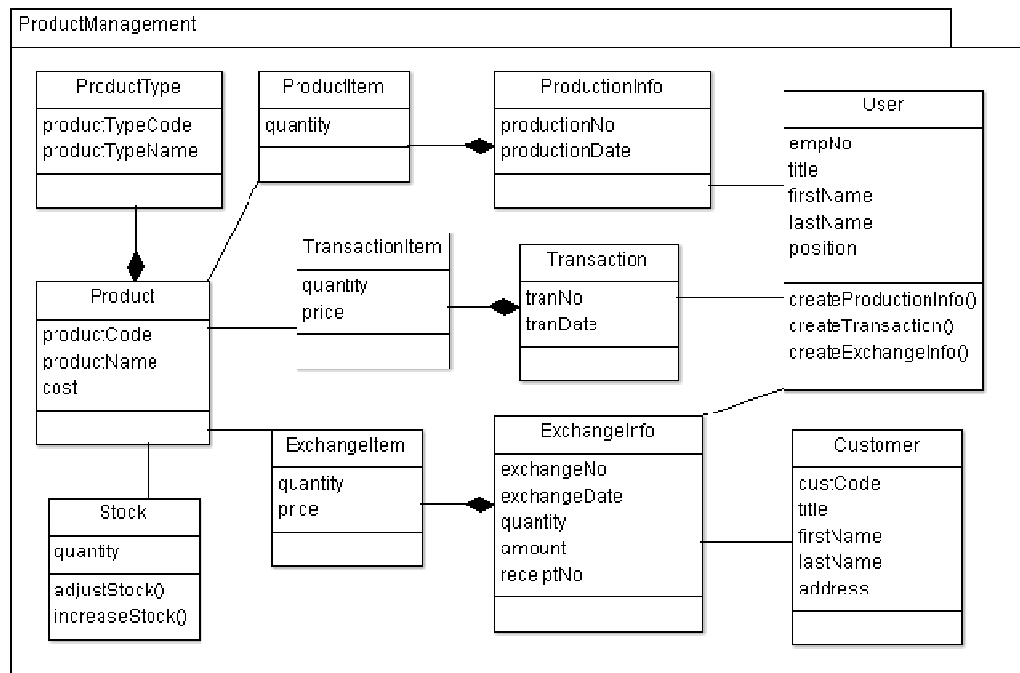 ProductManagement
ProductType
productTypeCode
productTypeName
ProductItem
quantity
ProductionInfo
productionNo
productionDate
User
empNo
title
firstName
lastName
position
createProductionInfo()
createTransaction()
createExchangeInfo()
TransactionItem
quantity
price
Transaction
tranNo
tranDate
Product
productCode
productName
cost
ExchangeItem
quantity
price
ExchangeInfo
exchangeNo
exchangeDate
quantity
amount
receiptNo
Customer
custCode
title
firstName
lastName
address
Stock
quantity
adjustStock()
increaseStock()